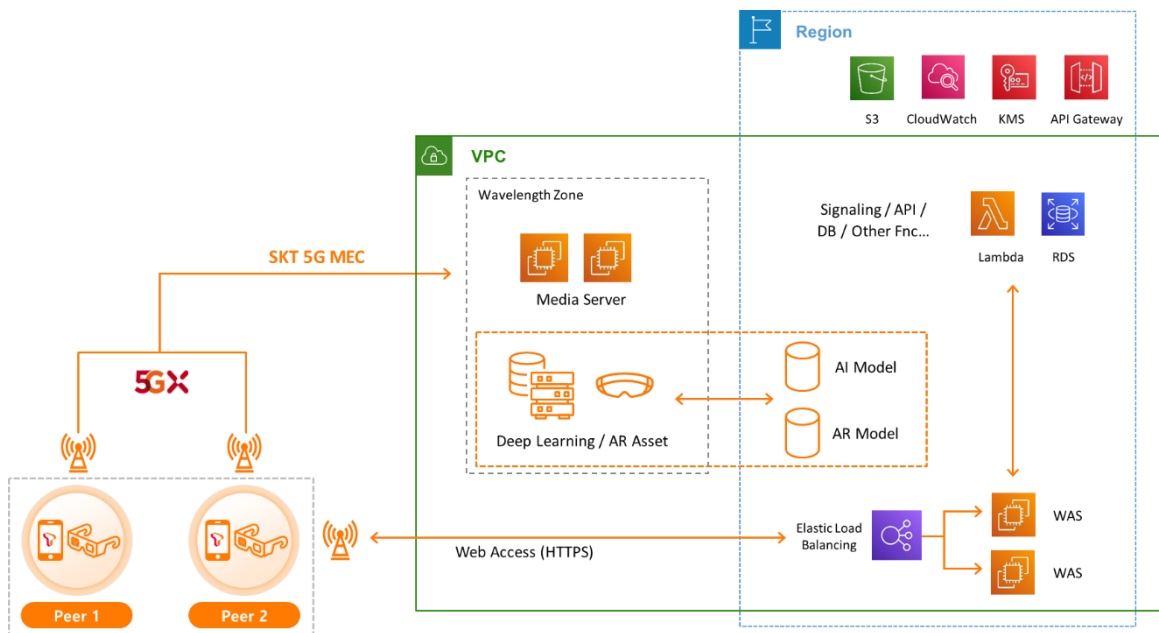 Region
S3
CloudWatch
KMS
API Gateway
VPC
Wavelength Zone
Signaling / API /
DB / Other Fnc...
Lambda
RDS
SKT 5G MEC
Media Server
5GX
AI Model
Deep Learning / AR Asset
AR Model
Elastic Load
Balancing
WAS
Web Access (HTTPS)
WAS
Peer 1
Peer 2